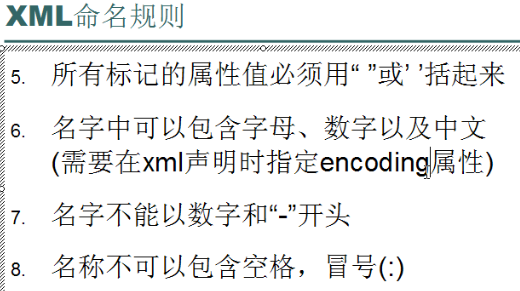 XML命名规则
5. 所有标记的属性值必须用“ ”或’ ’括起来
6. 名字中可以包含字母、数字以及中文
(需要在xml声明时指定encoding属性)
7. 名字不能以数字和“-”开头
8. 名称不可以包含空格，冒号(:)